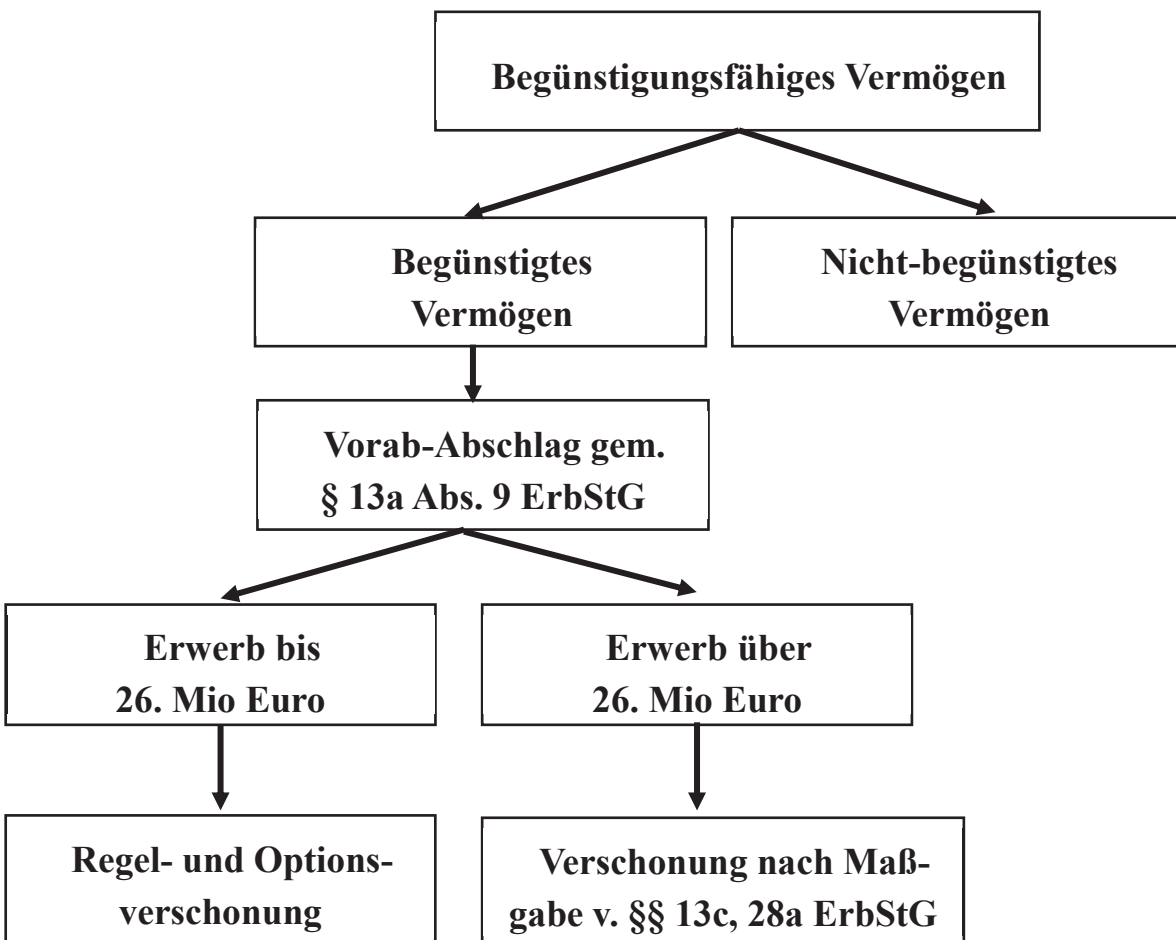 Begünstigungsfähiges Vermögen
Begünstigtes
Vermögen
Nicht-begünstigtes
Vermögen
Vorab-Abschlag gem.
§ 13a Abs. 9 ErbStG
Erwerb bis
26. Mio Euro
Erwerb über
26. Mio Euro
Regel- und Options-
verschonung
Verschonung nach Maß-
gabe v. §§ 13c, 28a ErbStG